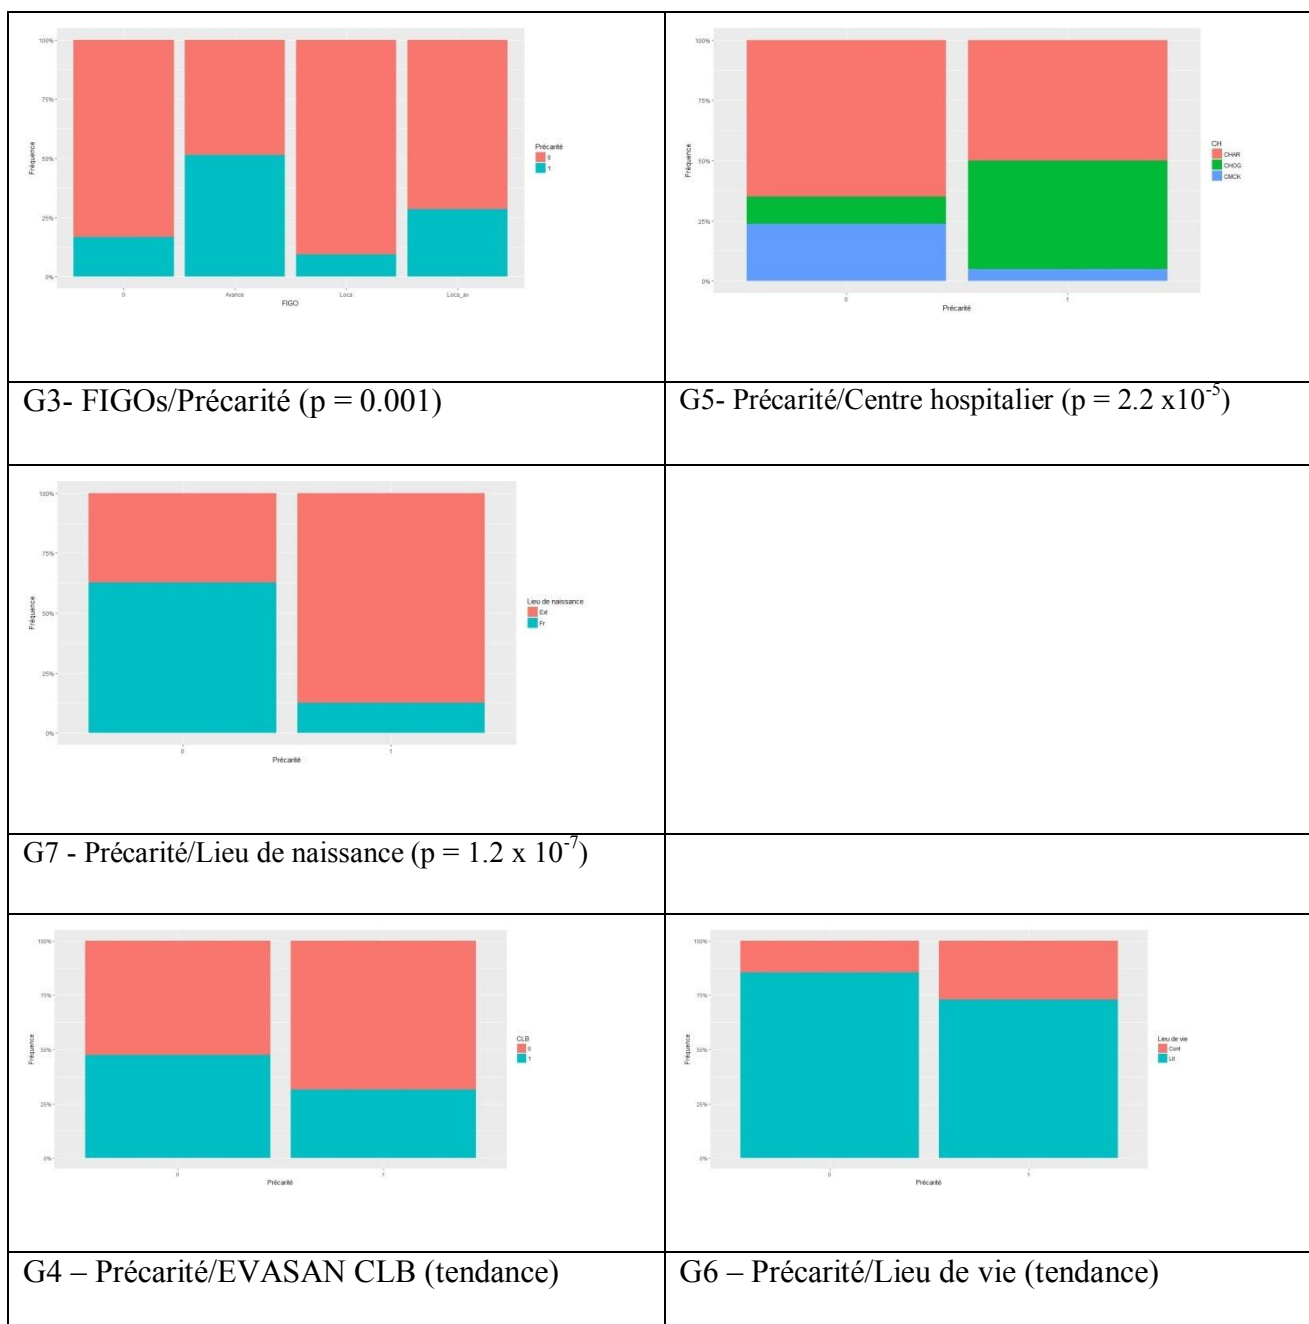 100%
75%
50%
25%
0%
Fréquence
0
Avance
Loca
Loca_av
FIGO
Précarité
0
1
100%
75%
50%
25%
0%
Fréquence
0
1
Précarité
CH
CHAR
CHOG
CMCK
G3- FIGOs/Précarité (p = 0.001)
G5- Précarité/Centre hospitalier (p = 2.2 x10-5)
100%
75%
50%
25%
0%
Fréquence
0
1
Précarité
Lieu de naissance
Ext
Fr
G7 - Précarité/Lieu de naissance (p = 1.2 x 10-7)
100%
75%
50%
25%
0%
Fréquence
0
1
Précarité
CLB
0
1
100%
75%
50%
25%
0%
Fréquence
0
1
Précarité
Lieu de vie
Cont
Lit
G4 – Précarité/EVASAN CLB (tendance)
G6 – Précarité/Lieu de vie (tendance)